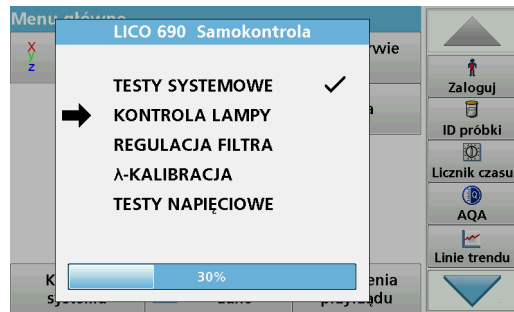 Menu główne
LICO 690 Samokontrola
TESTY SYSTEMOWE
KONTROLA LAMPY
REGULACJA FILTRA
λ-KALIBRACJA
TESTY NAPIĘCIOWE
30%
x
y
z
Zaloguj
ID próbki
Licznik czasu
AQA
Linie trendu